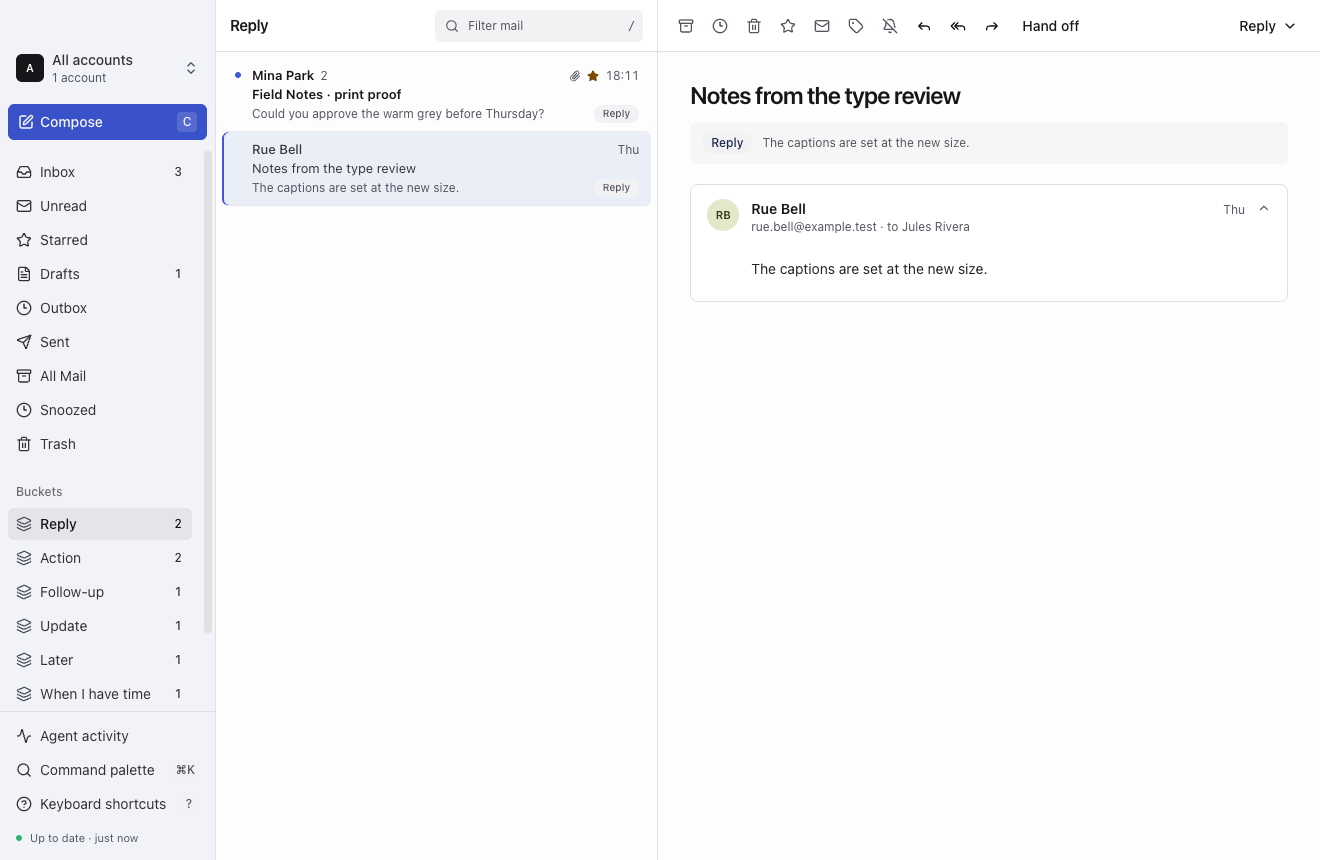 A
All accounts
1 account
Compose
C
Inbox
3
Unread
Starred
Drafts
1
Outbox
Sent
All Mail
Snoozed
Trash
Buckets
Reply
2
Action
2
Follow-up
1
Update
1
Later
1
When I have time
1
Agent activity
Command palette
⌘K
Keyboard shortcuts
?
Up to date · just now
Reply
Filter mail
/
Mina Park 2
18:11
Field Notes · print proof
Could you approve the warm grey before Thursday?
Reply
Rue Bell
Thu
Notes from the type review
The captions are set at the new size.
Reply
Hand off
Reply
Notes from the type review
Reply
The captions are set at the new size.
RB
Rue Bell
Thu
rue.bell@example.test · to Jules Rivera
The captions are set at the new size.